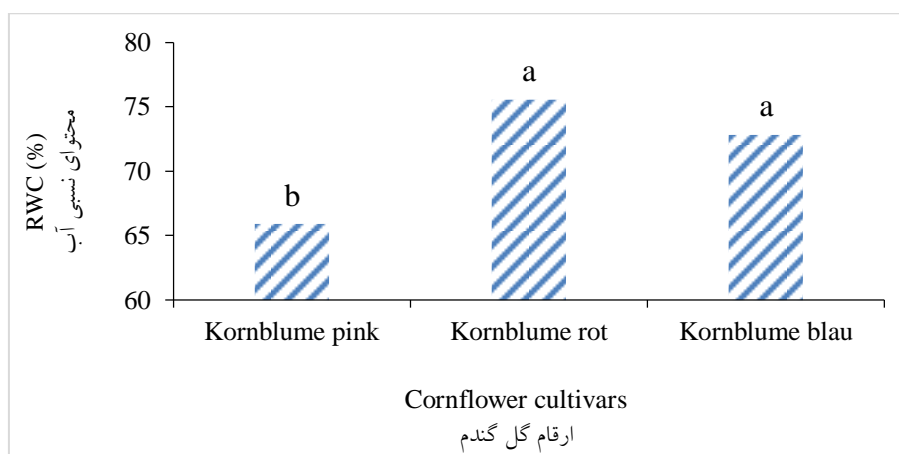 80
75
70
65
60
RWC (%)
محتوای نسبی آب
b
a
a
Kornblume pink
Kornblume rot
Kornblume blau
Cornflower cultivars
ارقام گل گندم